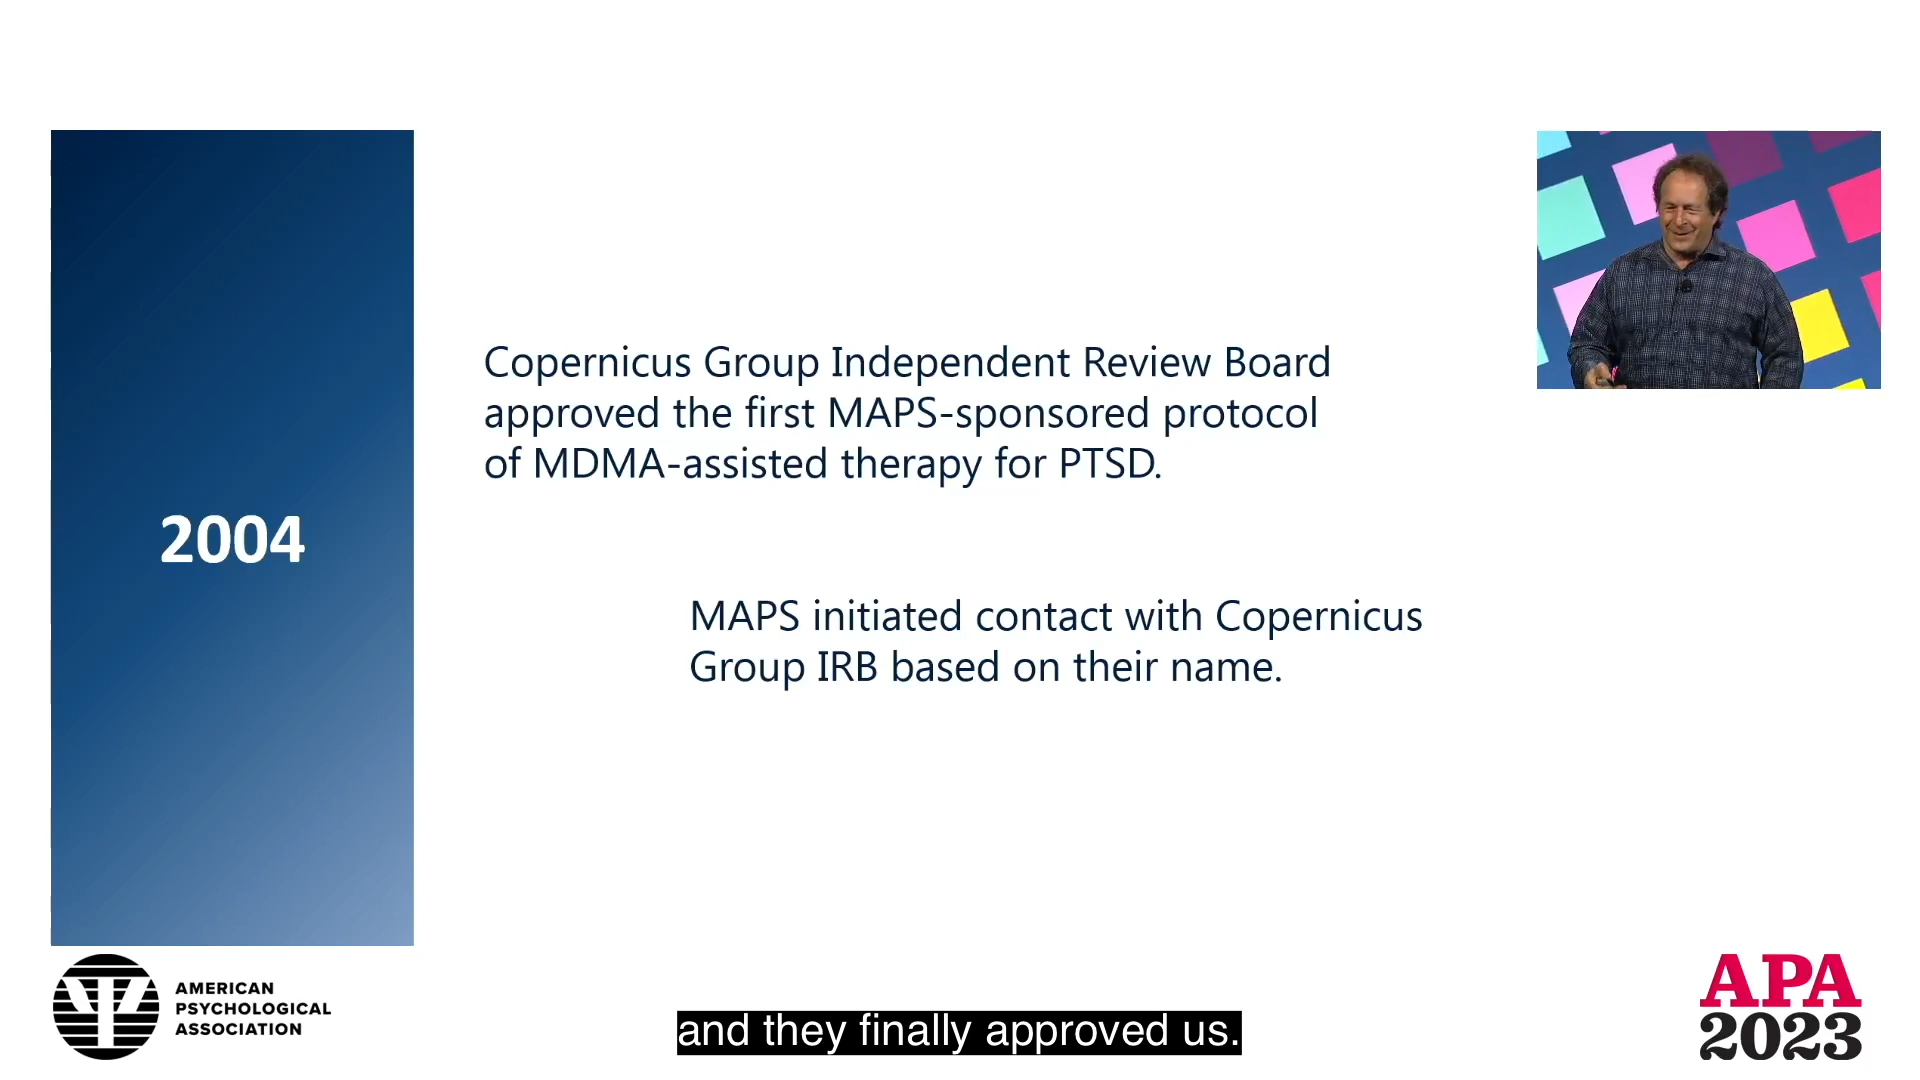 2004
Copernicus Group Independent Review Board
approved the first MAPS-sponsored protocol
of MDMA-assisted therapy for PTSD.
MAPS initiated contact with Copernicus
Group IRB based on their name.
AMERICAN
PSYCHOLOGICAL
ASSOCIATION
and they finally approved us.
APA
2023